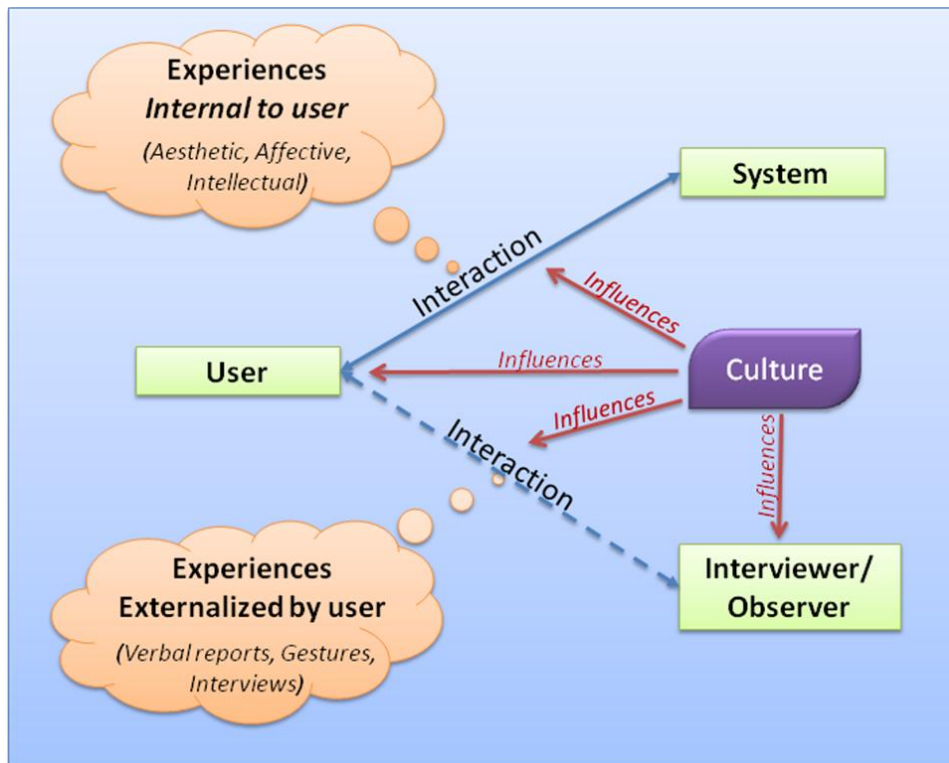 Experiences
Internal to user
(Aesthetic, Affective,
Intellectual)
System
Interaction
Influences
User
Influences
Culture
Influences
Interaction
Influences
Experiences
Externalized by user
(Verbal reports, Gestures,
Interviews)
Interviewer/
Observer